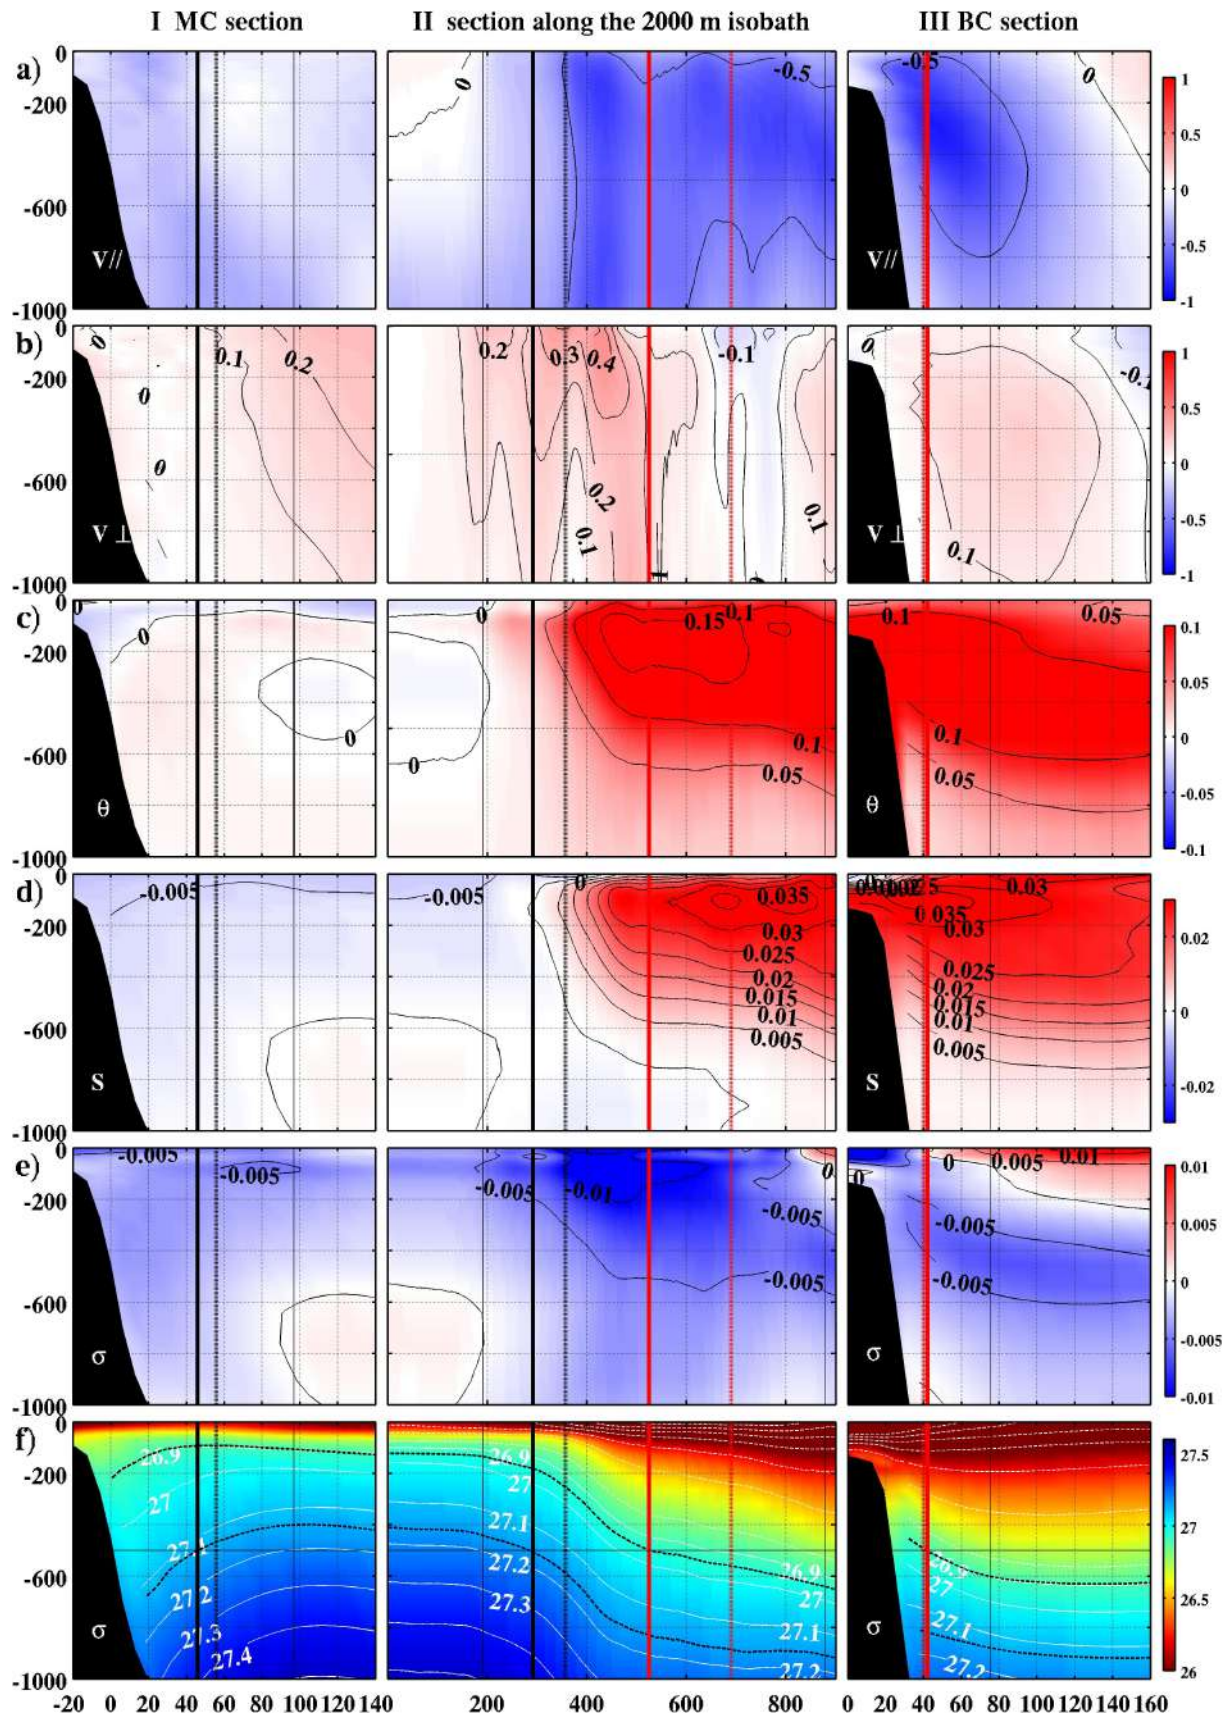 I MC section II section along the 2000 m isobath III BC section
a) 0 -200 -600 -1000
V//
0 -0.5
-0.5 0
V//
1 0.5 0 -0.5 -1
b) 0 -200 -600 -1000
0 0.1 0.2 0 0
V ⊥
0.2 0.3 0.4 -0.1 0.2 0.1 0.1
0 -0.1 0.1
V ⊥
1 0.5 0 -0.5 -1
c) 0 -200 -600 -1000
0 0 0
θ
0 0.15 0.1 0.1 0 0.05
0.1 0.05 0.1 0.05
θ
0.1 0.05 0 -0.05 -0.1
d) 0 -200 -600 -1000
-0.005
S
-0.005 0 0.035 0.03 0.025 0.02 0.015 0.01 0.005
0.03 0.035 0.03 0.025 0.02 0.015 0.01 0.005
S
0.02 0 -0.02
e) 0 -200 -600 -1000
-0.005 -0.005
σ
-0.005 -0.01 0 -0.005 -0.005
0 0.005 0.01 0 -0.005 -0.005
σ
0.01 0.005 0 -0.005 -0.01
f) 0 -200 -600 -1000
26.9 27 27.1 27.2 27.3 27.4
σ
26.9 27 27.1 27.2 27.3 26.9 27 27.1 27.2
26.9 27 27.1 27.2
σ
27.5 27 26.5 26
-20 0 20 40 60 80 100 120 140 200 400 600 800 0 20 40 60 80 100 120 140 160